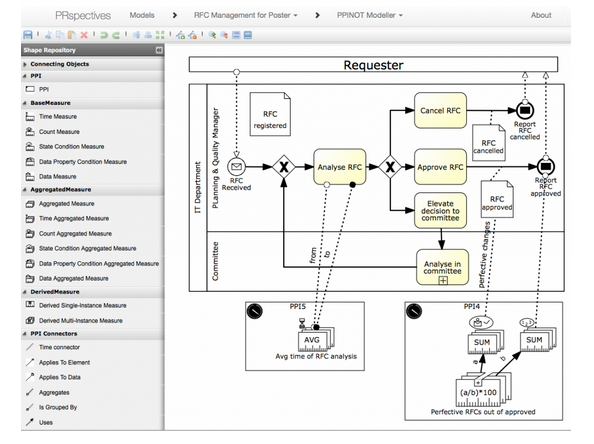 PRspectives
Models
RFC Management for Poster
PPINOT Modeller
About
Shape Repository
Connecting Objects
PPI
PPI
BaseMeasure
Time Measure
Count Measure
State Condition Measure
Data Property Condition Measure
Data Measure
AggregatedMeasure
Aggregated Measure
Time Aggregated Measure
Count Aggregated Measure
State Condition Aggregated Measure
Data Property Condition Aggregated Measure
Data Aggregated Measure
DerivedMeasure
Derived Single-Instance Measure
Derived Multi-Instance Measure
PPI Connectors
Time connector
Applies To Element
Applies To Data
Aggregates
Is Grouped By
Uses
Requester
IT Department
PLanning & Quality Manager
Committee
RFC
registered
RFC
Received
Analyse RFC
Cancel RFC
Approve RFC
Elevate
decision to
committee
Analyse in
committee
RFC
cancelled
Report
RFC
cancelled
RFC
approved
Report
RFC
approved
from
to
perfective changes
PPI5
AVG
Avg time of RFC analysis
PPI4
SUM
SUM
a
b
(a/b)*100
Perfective RFCs out of approved